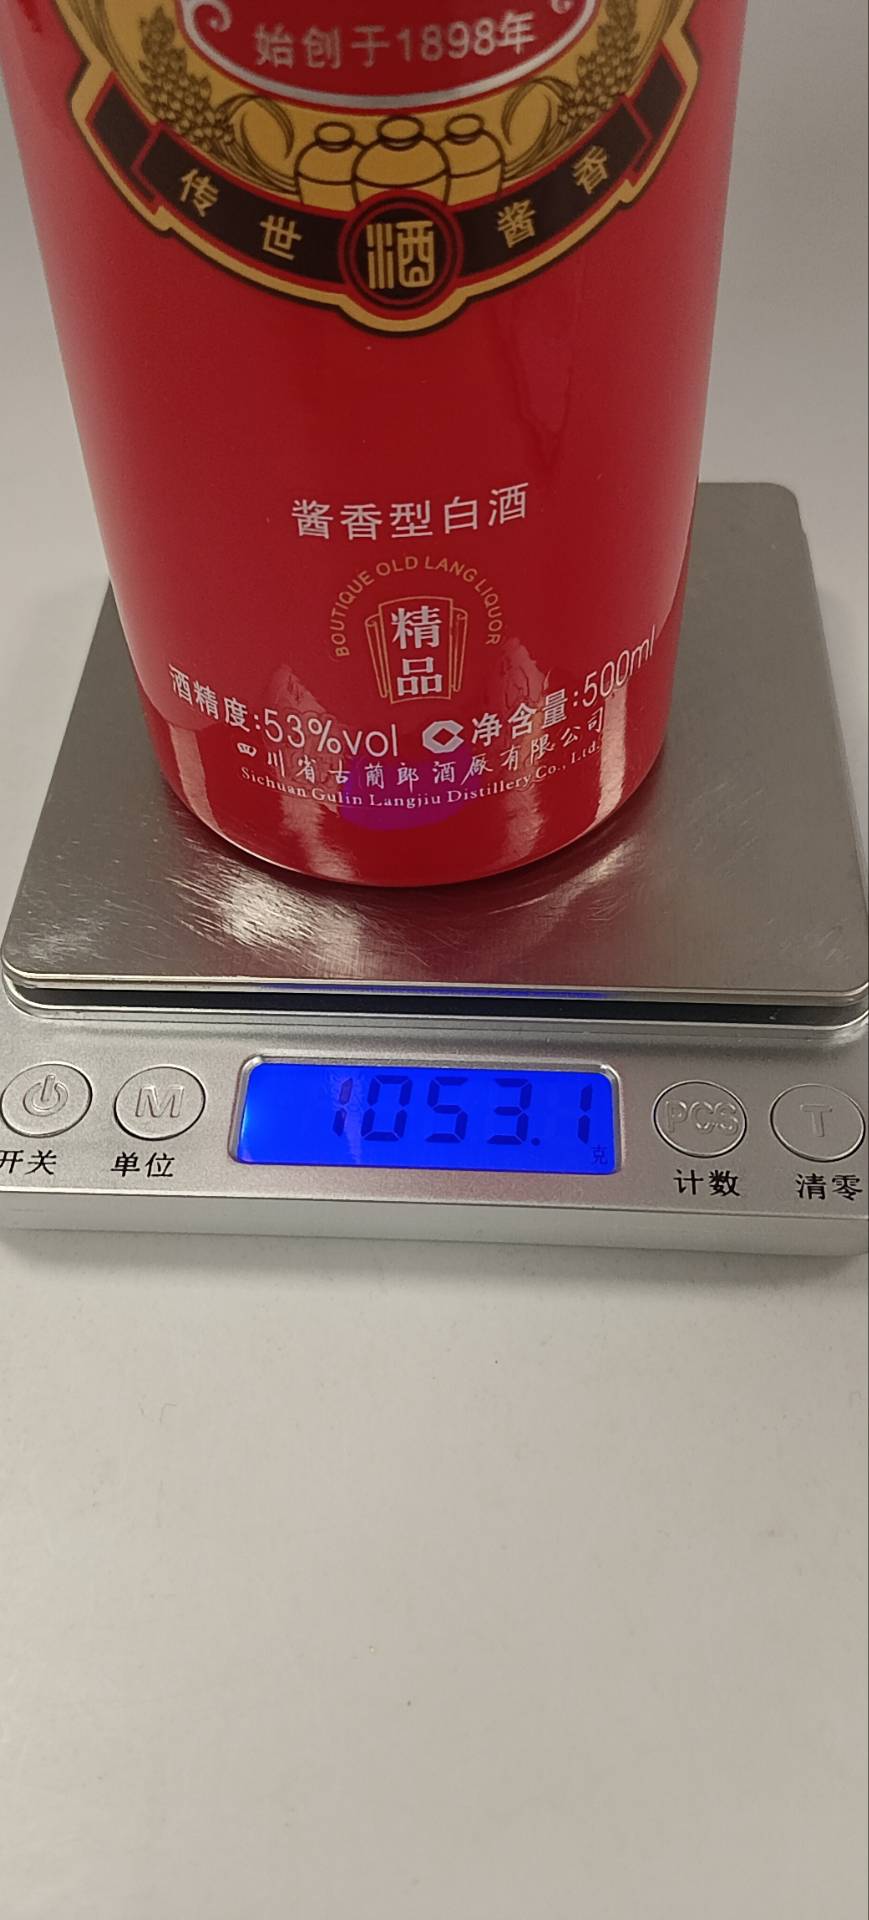 始创于1898年
传世酒酱香
酱香型白酒
BOUTIQUE OLD LANG LIQUOR
精品
酒精度:53%vol 净含量:500ml
四川省古蔺郎酒厰有限公司
Sichuan Gulin Langjiu Distillery Co., Ltd.
1053.1
克
M PCS T
开关 单位 计数 清零